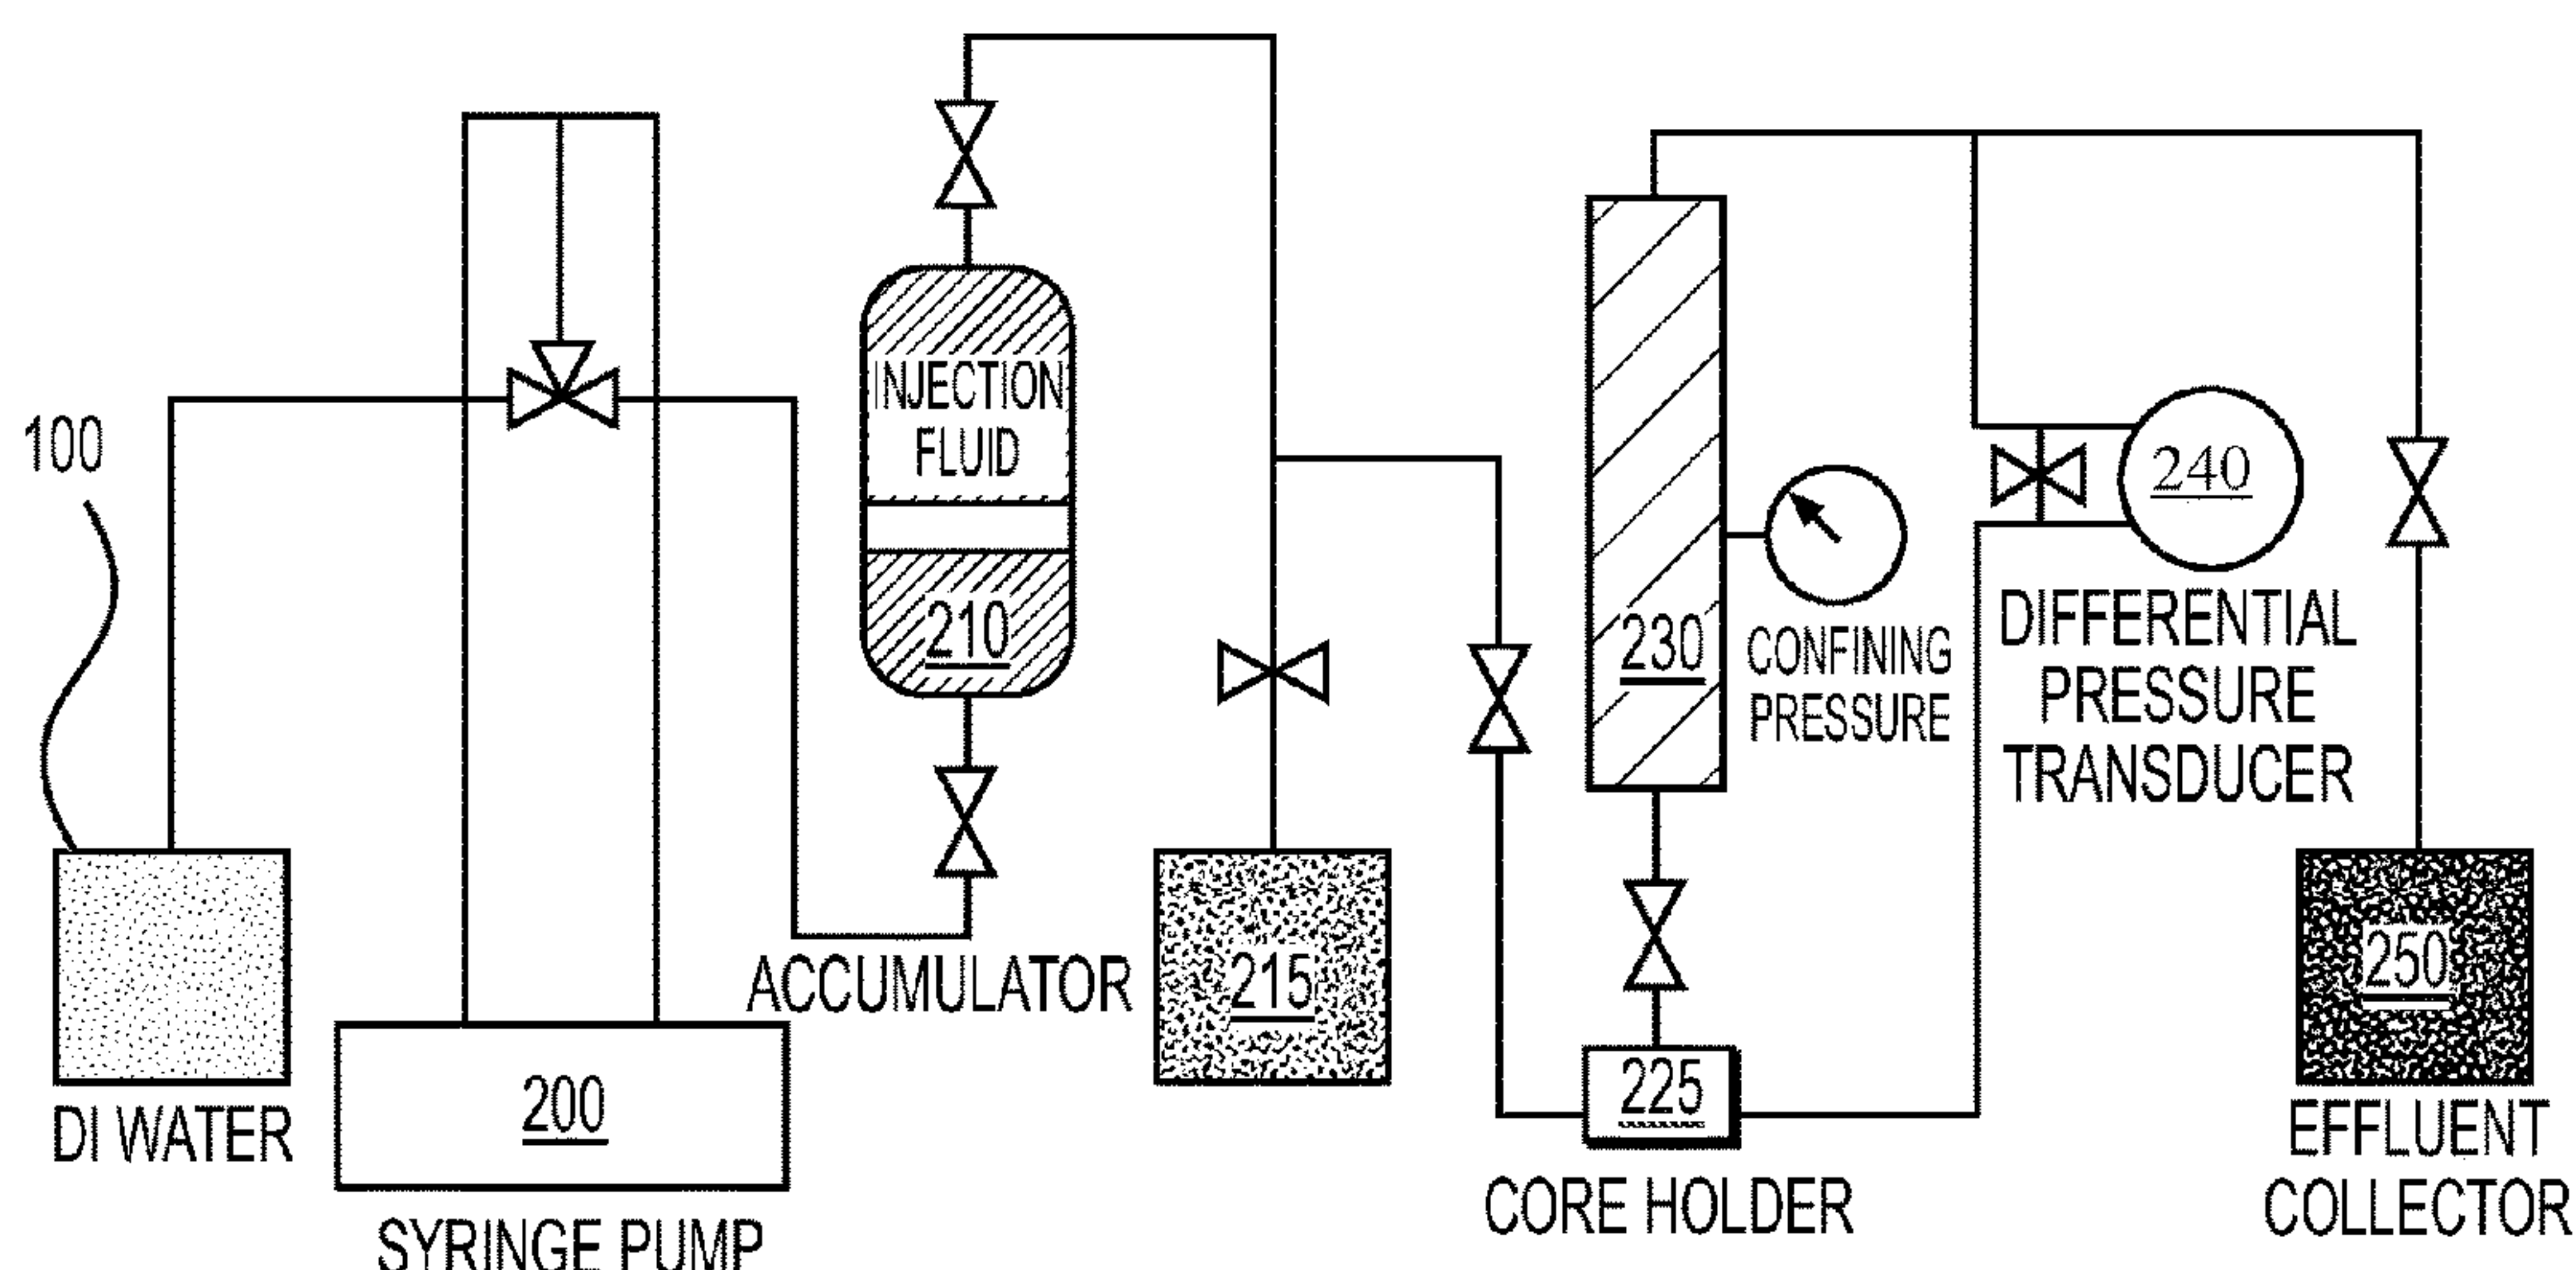 100
DI WATER
200
SYRINGE PUMP
INJECTION
FLUID
210
ACCUMULATOR
215
230
CONFINING
PRESSURE
225
CORE HOLDER
240
DIFFERENTIAL
PRESSURE
TRANSDUCER
250
EFFLUENT
COLLECTOR